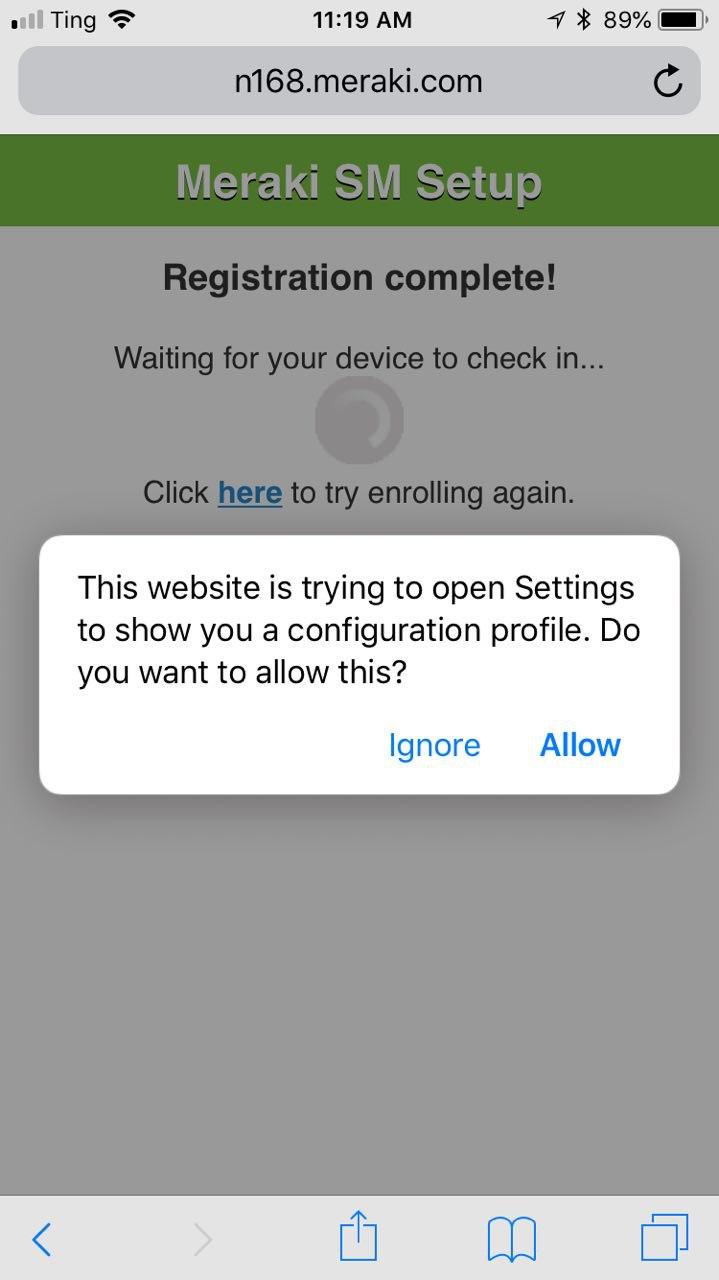 Ting 11:19 AM 89%
n168.meraki.com
Meraki SM Setup
Registration complete!
Waiting for your device to check in...
Click here to try enrolling again.
This website is trying to open Settings
to show you a configuration profile. Do
you want to allow this?
Ignore Allow